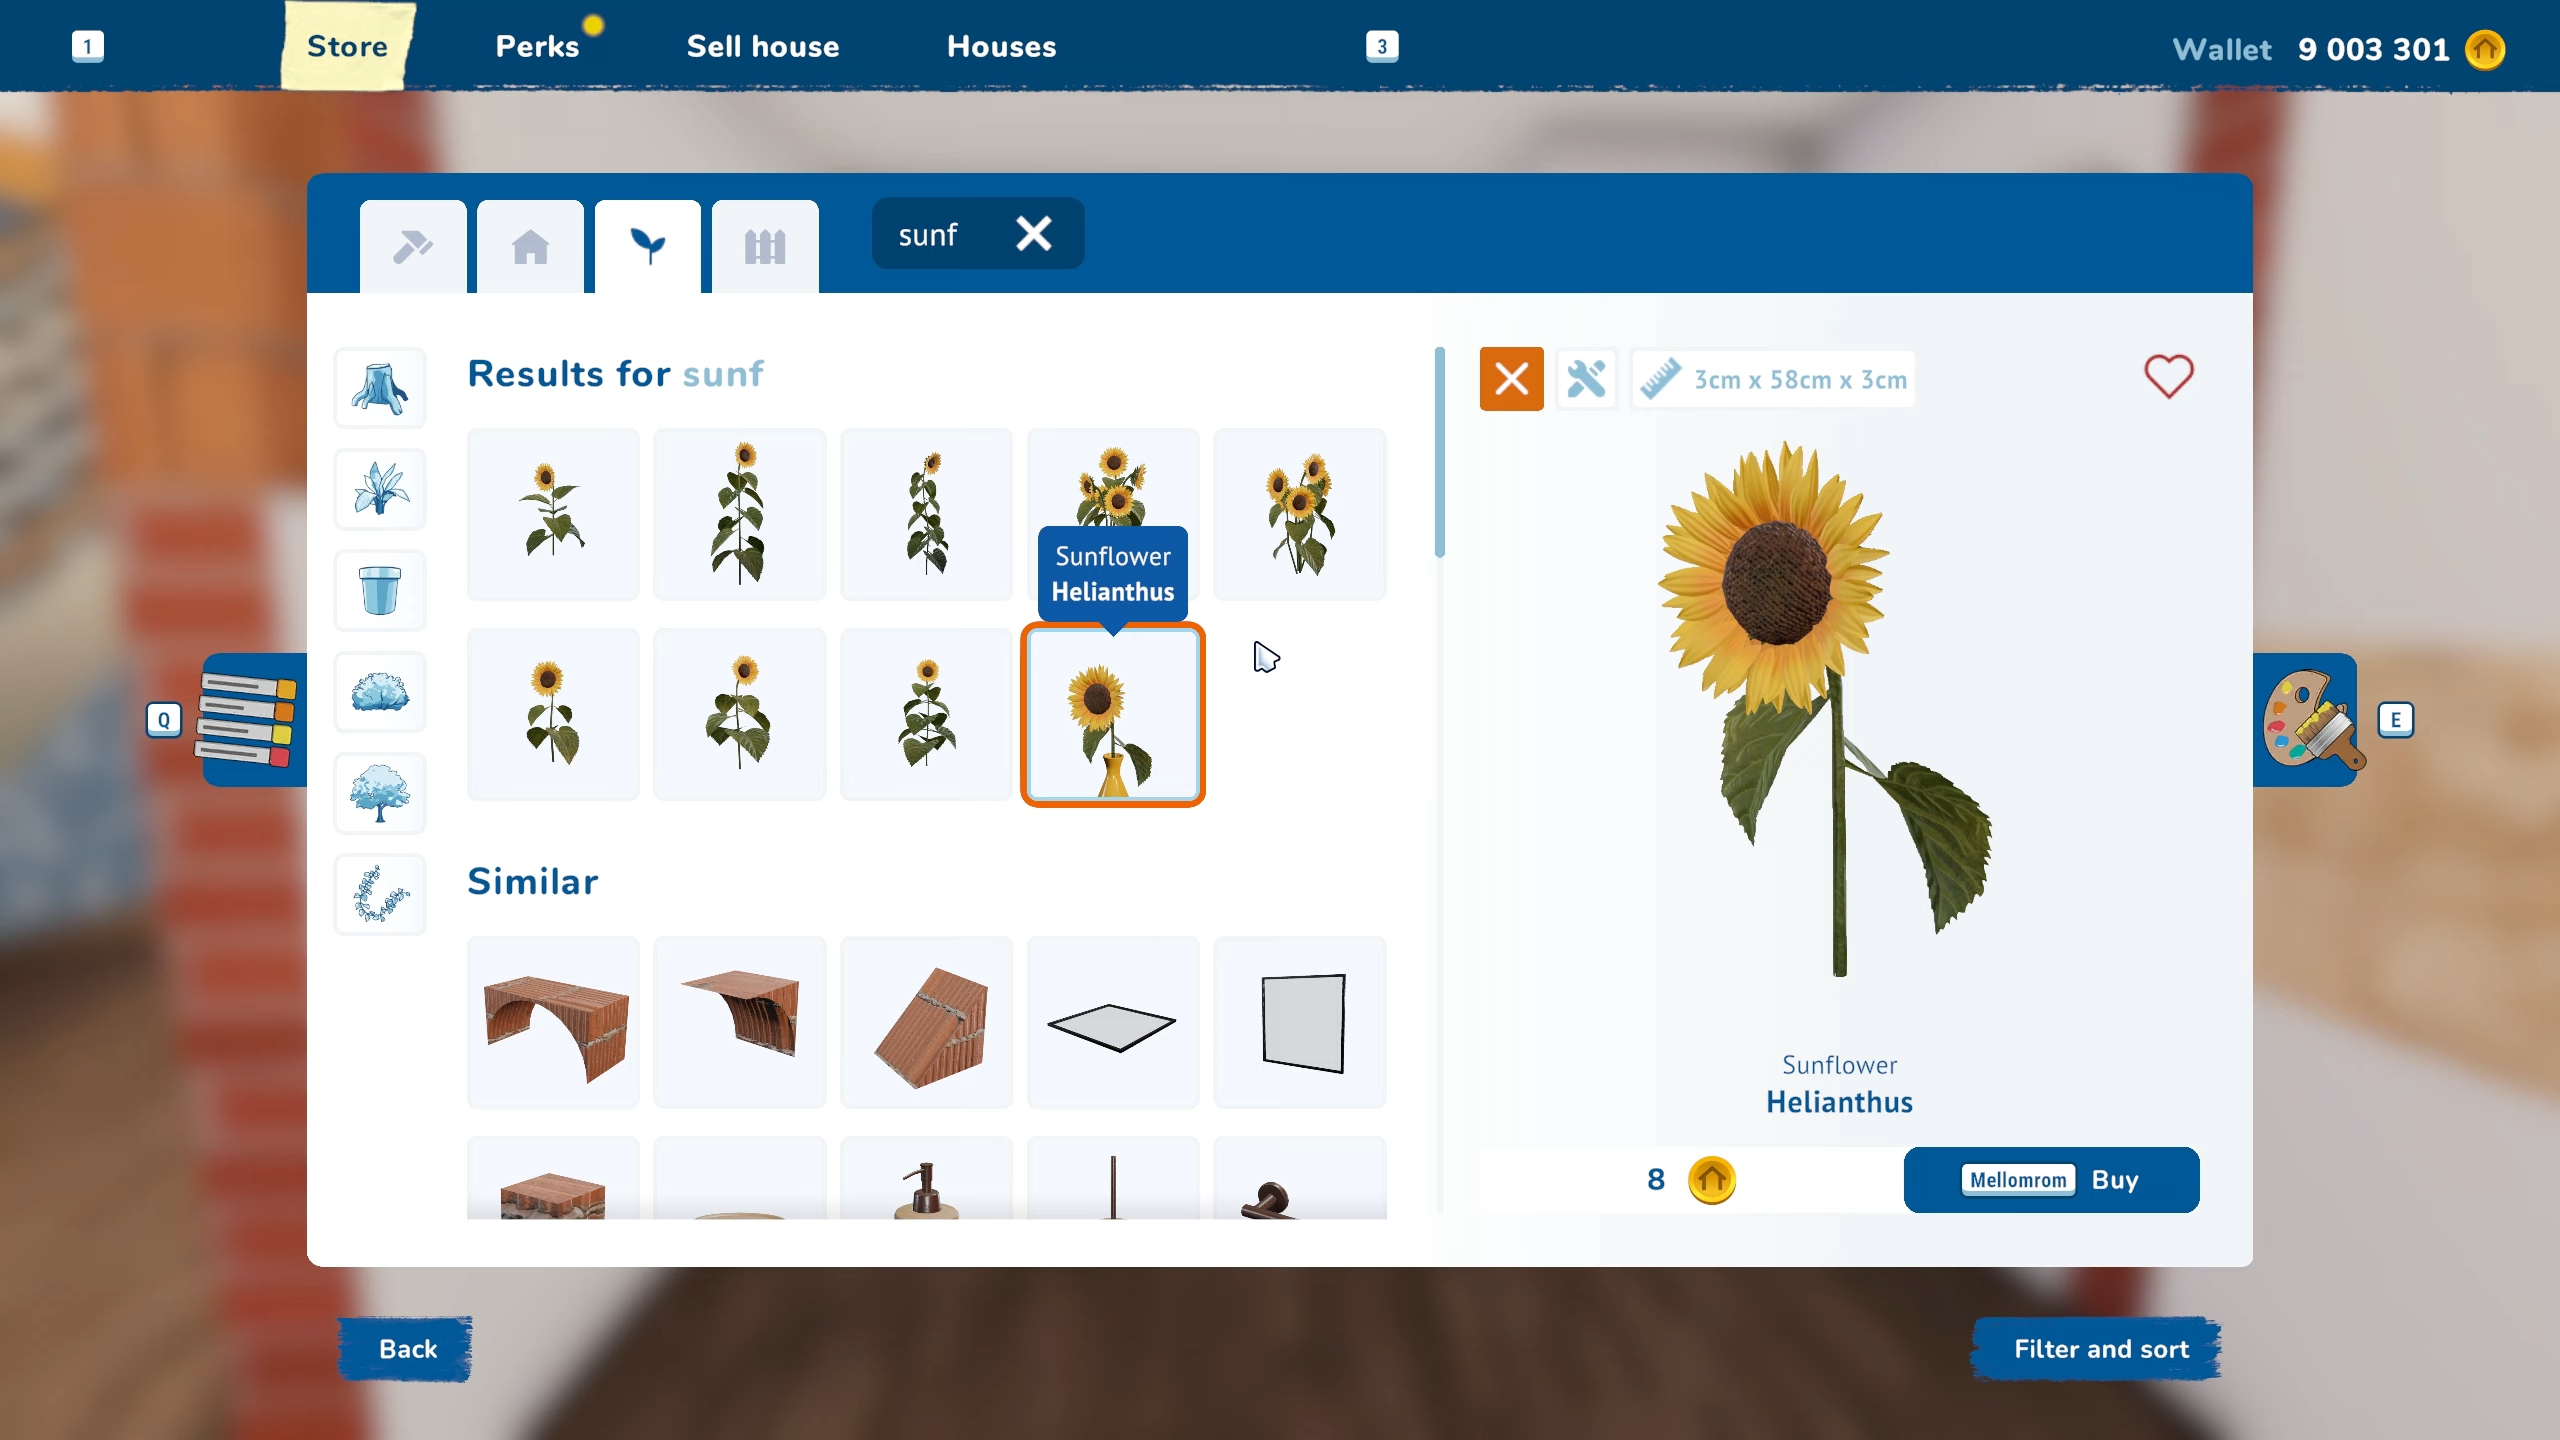 1
Store
Perks
Sell house
Houses
3
Wallet 9 003 301
sunf
Results for sunf
3cm x 58cm x 3cm
Sunflower
Helianthus
Q
E
Similar
Sunflower
Helianthus
8
Mellomrom Buy
Back
Filter and sort